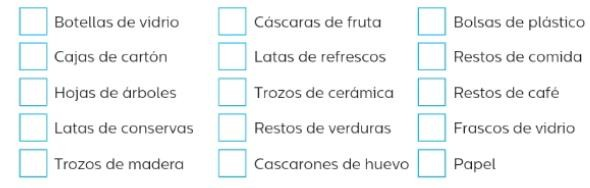 Botellas de vidrio
Cajas de cartón
Hojas de árboles
Latas de conservas
Trozos de madera
Cáscaras de fruta
Latas de refrescos
Trozos de cerámica
Restos de verduras
Cascarones de huevo
Bolsas de plástico
Restos de comida
Restos de café
Frascos de vidrio
Papel